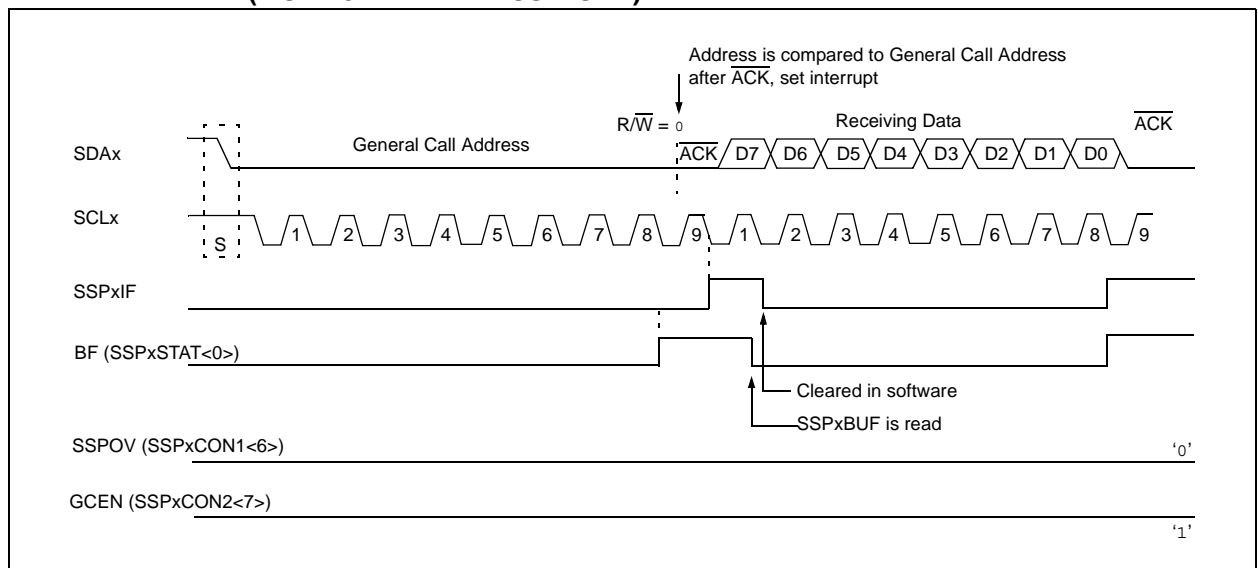 Address is compared to General Call Address
after ACK, set interrupt
R/W = 0
Receiving Data
ACK
SDAx
General Call Address
ACK
D7 D6 D5 D4 D3 D2 D1 D0
SCLx
S
1 2 3 4 5 6 7 8 9 1 2 3 4 5 6 7 8 9
SSPxIF
BF (SSPxSTAT<0>)
Cleared in software
SSPxBUF is read
SSPOV (SSPxCON1<6>)
‘0’
GCEN (SSPxCON2<7>)
‘1’